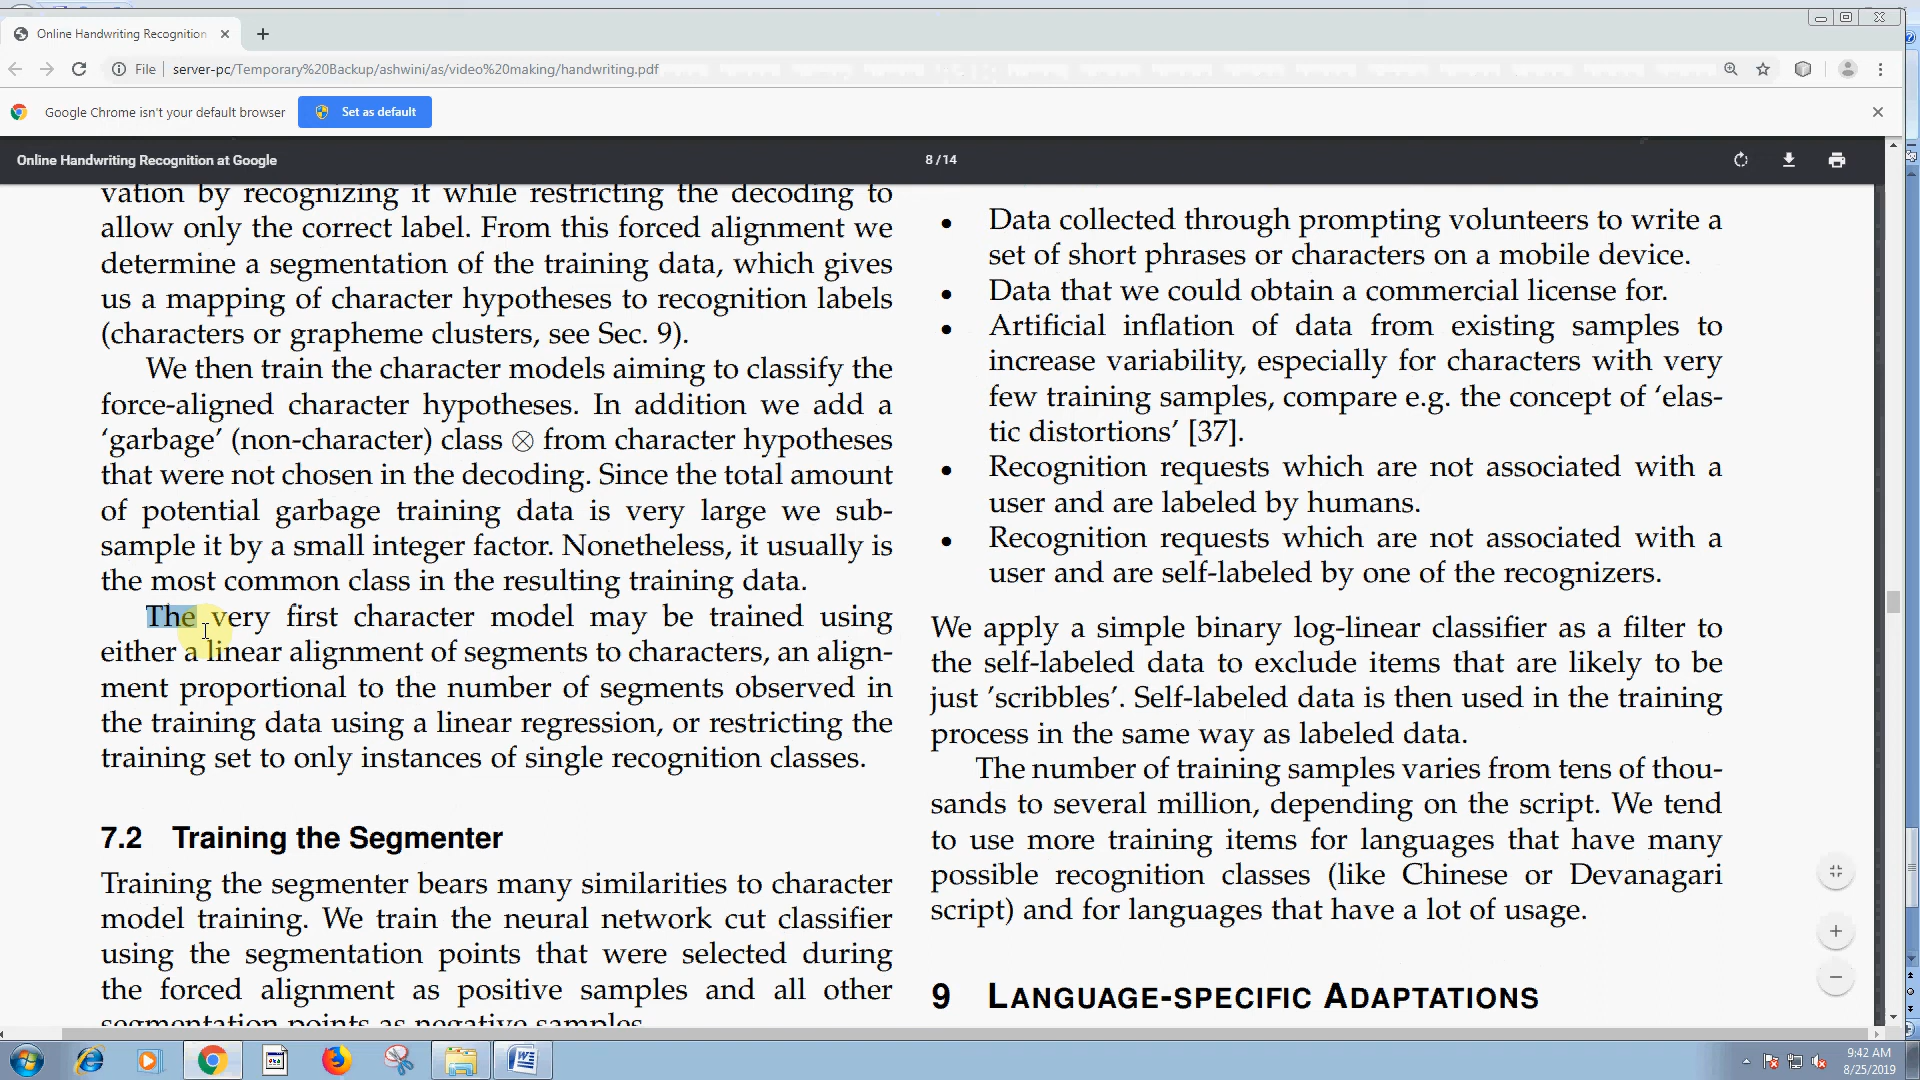 Online Handwriting Recognition
File
server-pc/Temporary%20Backup/ashwini/as/video%20making/handwriting.pdf
Google Chrome isn't your default browser
Set as default
Online Handwriting Recognition at Google
8 / 14
vation by recognizing it while restricting the decoding to
allow only the correct label. From this forced alignment we
determine a segmentation of the training data, which gives
us a mapping of character hypotheses to recognition labels
(characters or grapheme clusters, see Sec. 9).
We then train the character models aiming to classify the
force-aligned character hypotheses. In addition we add a
‘garbage’ (non-character) class ⊗ from character hypotheses
that were not chosen in the decoding. Since the total amount
of potential garbage training data is very large we sub-
sample it by a small integer factor. Nonetheless, it usually is
the most common class in the resulting training data.
The very first character model may be trained using
either a linear alignment of segments to characters, an align-
ment proportional to the number of segments observed in
the training data using a linear regression, or restricting the
training set to only instances of single recognition classes.
7.2 Training the Segmenter
Training the segmenter bears many similarities to character
model training. We train the neural network cut classifier
using the segmentation points that were selected during
the forced alignment as positive samples and all other
segmentation points as negative samples
• Data collected through prompting volunteers to write a
set of short phrases or characters on a mobile device.
• Data that we could obtain a commercial license for.
• Artificial inflation of data from existing samples to
increase variability, especially for characters with very
few training samples, compare e.g. the concept of ‘elas-
tic distortions’ [37].
• Recognition requests which are not associated with a
user and are labeled by humans.
• Recognition requests which are not associated with a
user and are self-labeled by one of the recognizers.
We apply a simple binary log-linear classifier as a filter to
the self-labeled data to exclude items that are likely to be
just ’scribbles’. Self-labeled data is then used in the training
process in the same way as labeled data.
The number of training samples varies from tens of thou-
sands to several million, depending on the script. We tend
to use more training items for languages that have many
possible recognition classes (like Chinese or Devanagari
script) and for languages that have a lot of usage.
9 LANGUAGE-SPECIFIC ADAPTATIONS
9:42 AM
8/25/2019